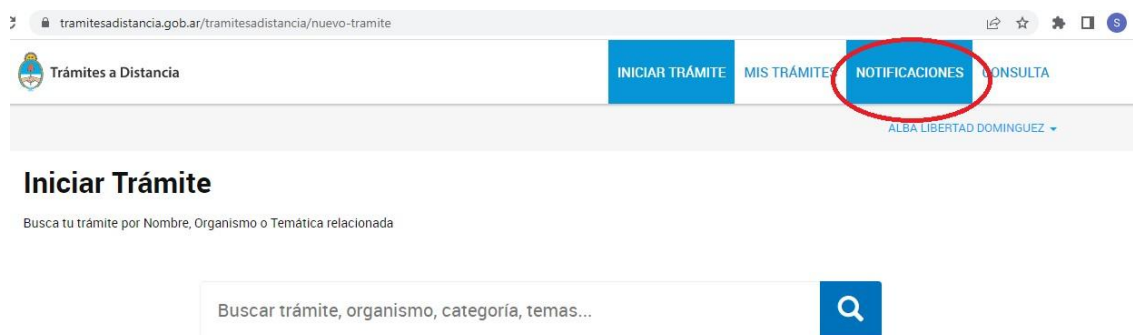 tramitesadistancia.gob.ar/tramitesadistancia/nuevo-tramite
S
Trámites a Distancia
INICIAR TRÁMITE MIS TRÁMITES NOTIFICACIONES CONSULTA
ALBA LIBERTAD DOMINGUEZ
Iniciar Trámite
Busca tu trámite por Nombre, Organismo o Temática relacionada
Buscar trámite, organismo, categoría, temas...